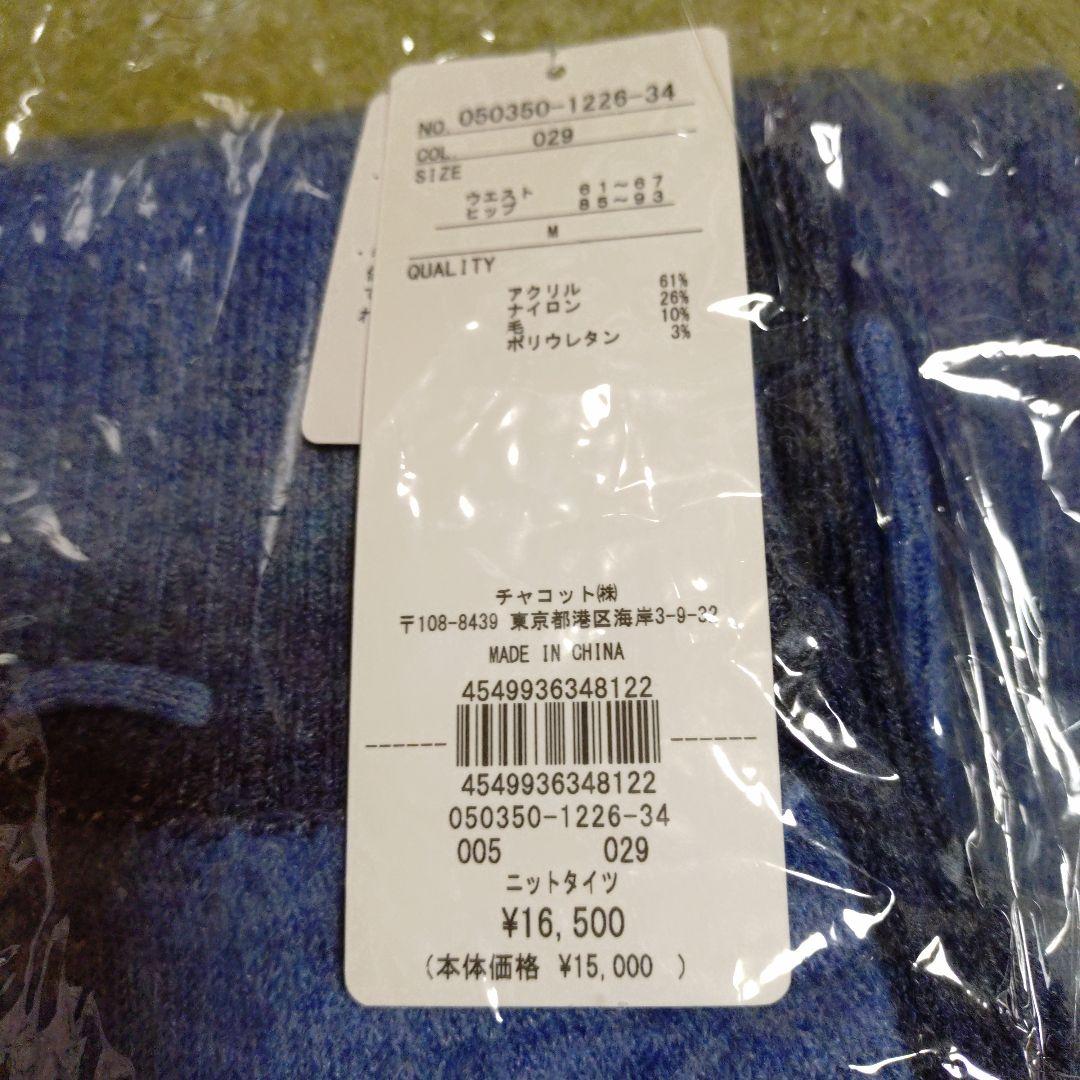 NO. 050350-1226-34
COL. 029
SIZE
ウエスト 61～67
ヒップ 85～93
M
QUALITY
アクリル 61%
ナイロン 26%
毛 10%
ポリウレタン 3%
チャコット㈱
〒108-8439 東京都港区海岸3-9-32
MADE IN CHINA
4549936348122
4549936348122
050350-1226-34
005 029
ニットタイツ
¥16,500
(本体価格 ¥15,000 )